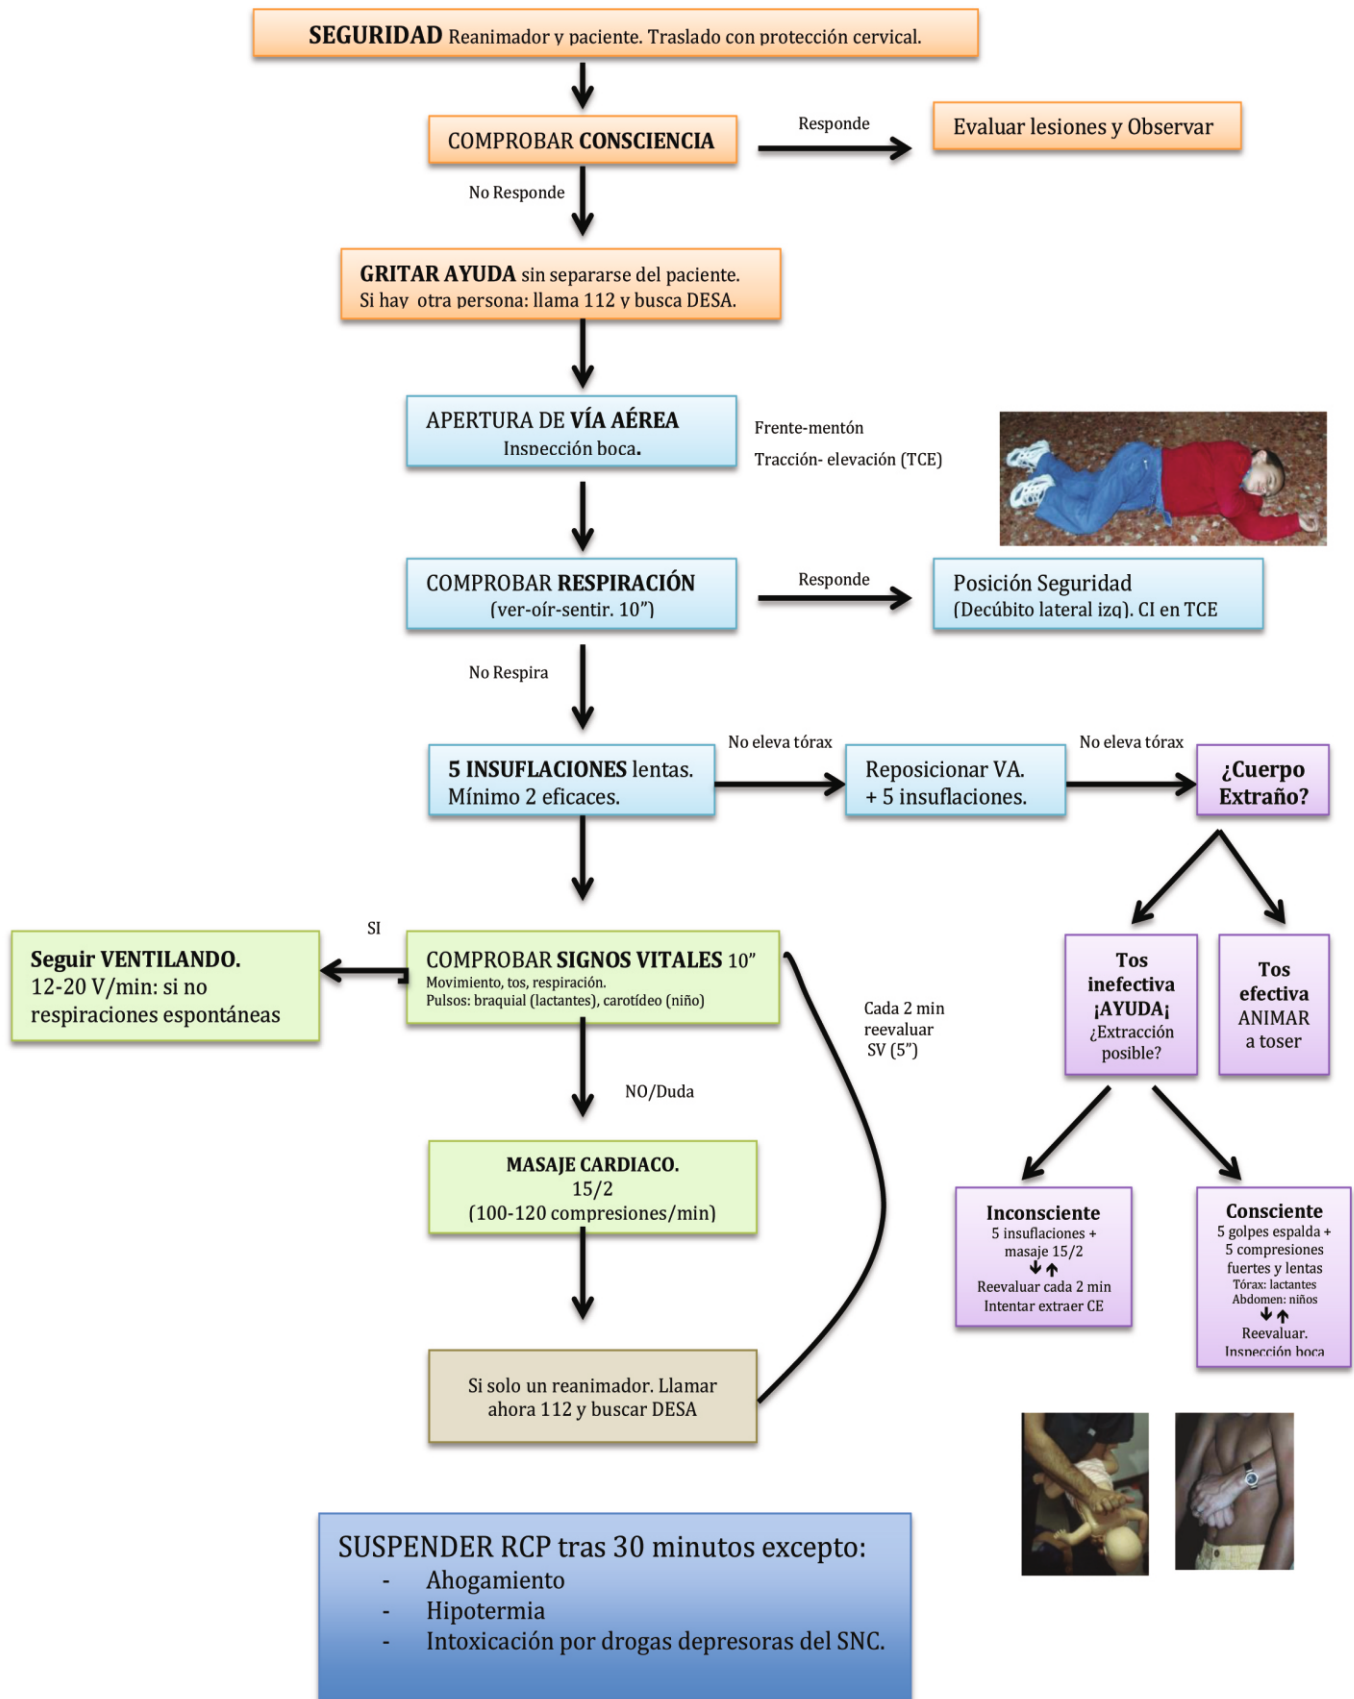 SEGURIDAD Reanimador y paciente. Traslado con protección cervical.
COMPROBAR CONSCIENCIA
Responde
Evaluar lesiones y Observar
No Responde
GRITAR AYUDA sin separarse del paciente.
Si hay otra persona: llama 112 y busca DESA.
APERTURA DE VÍA AÉREA
Inspección boca.
Frente-mentón
Tracción- elevación (TCE)
COMPROBAR RESPIRACIÓN
(ver-oír-sentir. 10”)
Responde
Posición Seguridad
(Decúbito lateral izq). CI en TCE
No Respira
5 INSUFLACIONES lentas.
Mínimo 2 eficaces.
No eleva tórax
Reposicionar VA.
+ 5 insuflaciones.
No eleva tórax
¿Cuerpo
Extraño?
SI
Seguir VENTILANDO.
12-20 V/min: si no
respiraciones espontáneas
COMPROBAR SIGNOS VITALES 10”
Movimiento, tos, respiración.
Pulsos: braquial (lactantes), carotídeo (niño)
Cada 2 min
reevaluar
SV (5”)
Tos
inefectiva
¡AYUDA¡
¿Extracción
posible?
Tos
efectiva
ANIMAR
a toser
NO/Duda
MASAJE CARDIACO.
15/2
(100-120 compresiones/min)
Inconsciente
5 insuflaciones +
masaje 15/2
Reevaluar cada 2 min
Intentar extraer CE
Consciente
5 golpes espalda +
5 compresiones
fuertes y lentas
Tórax: lactantes
Abdomen: niños
Reevaluar.
Inspección boca
Si solo un reanimador. Llamar
ahora 112 y buscar DESA
SUSPENDER RCP tras 30 minutos excepto:
- Ahogamiento
- Hipotermia
- Intoxicación por drogas depresoras del SNC.